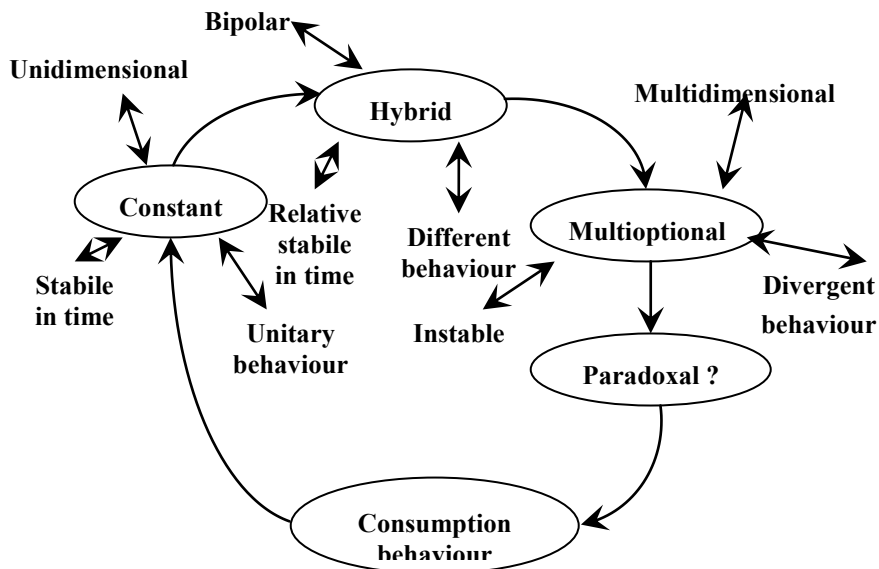 Bipolar
Unidimensional
Hybrid
Multidimensional
Constant
Relative
stabile
in time
Different
behaviour
Multioptional
Stabile
in time
Unitary
behaviour
Instable
Divergent
behaviour
Paradoxal ?
Consumption
behaviour